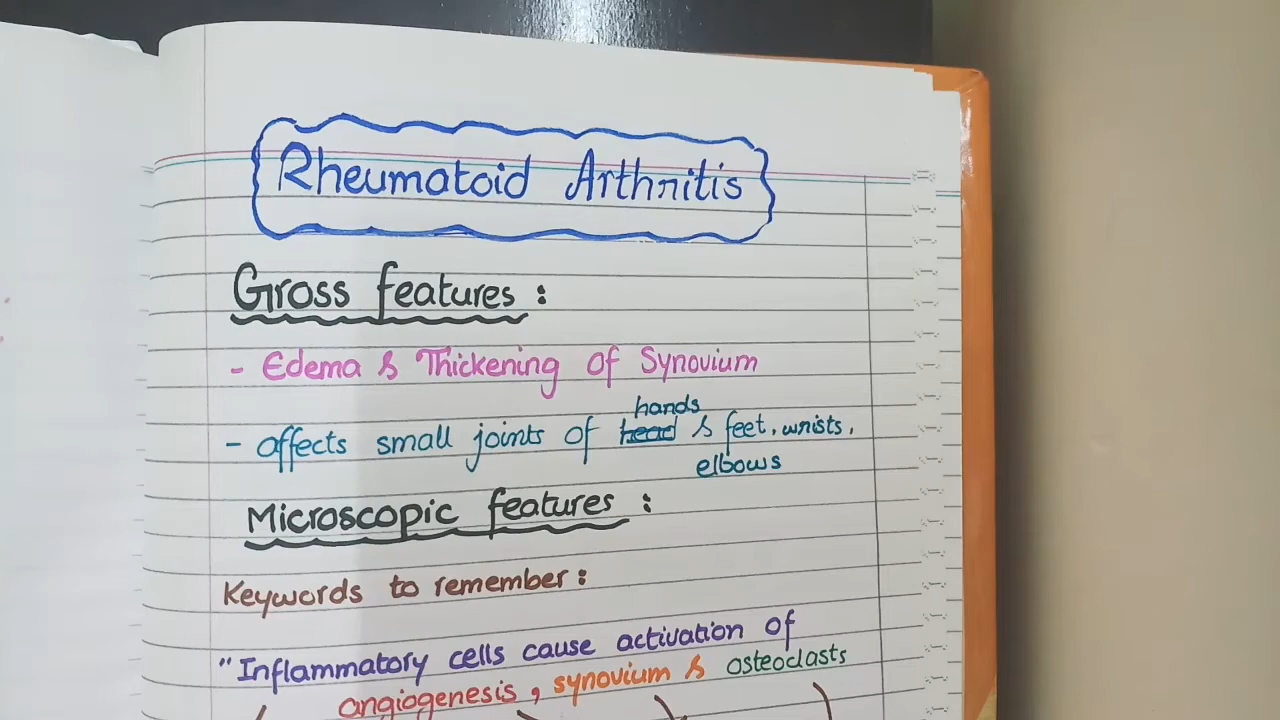 Rheumatoid Arthritis
Gross features :
- Edema & Thickening of Synovium
hands
- affects small joints of head & feet, wrists,
elbows
Microscopic features :
Keywords to remember :
"Inflammatory cells cause activation of
angiogenesis, synovium & osteoclasts